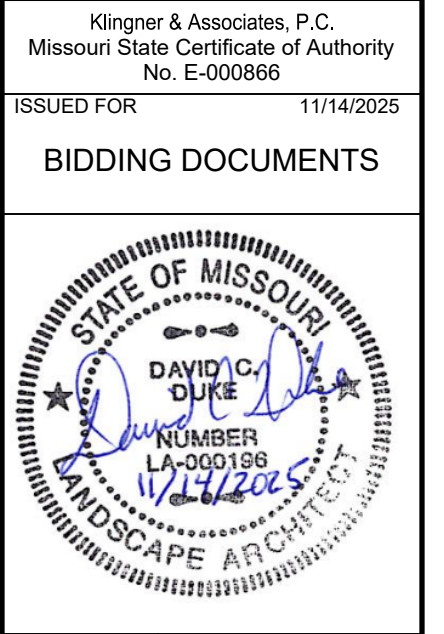 Klingner & Associates, P.C.
Missouri State Certificate of Authority
No. E-000866
ISSUED FOR 11/14/2025
BIDDING DOCUMENTS
STATE OF MISSOURI
DAVID C.
DUKE
NUMBER
LA-000196
11/14/2025
LANDSCAPE ARCHITECT